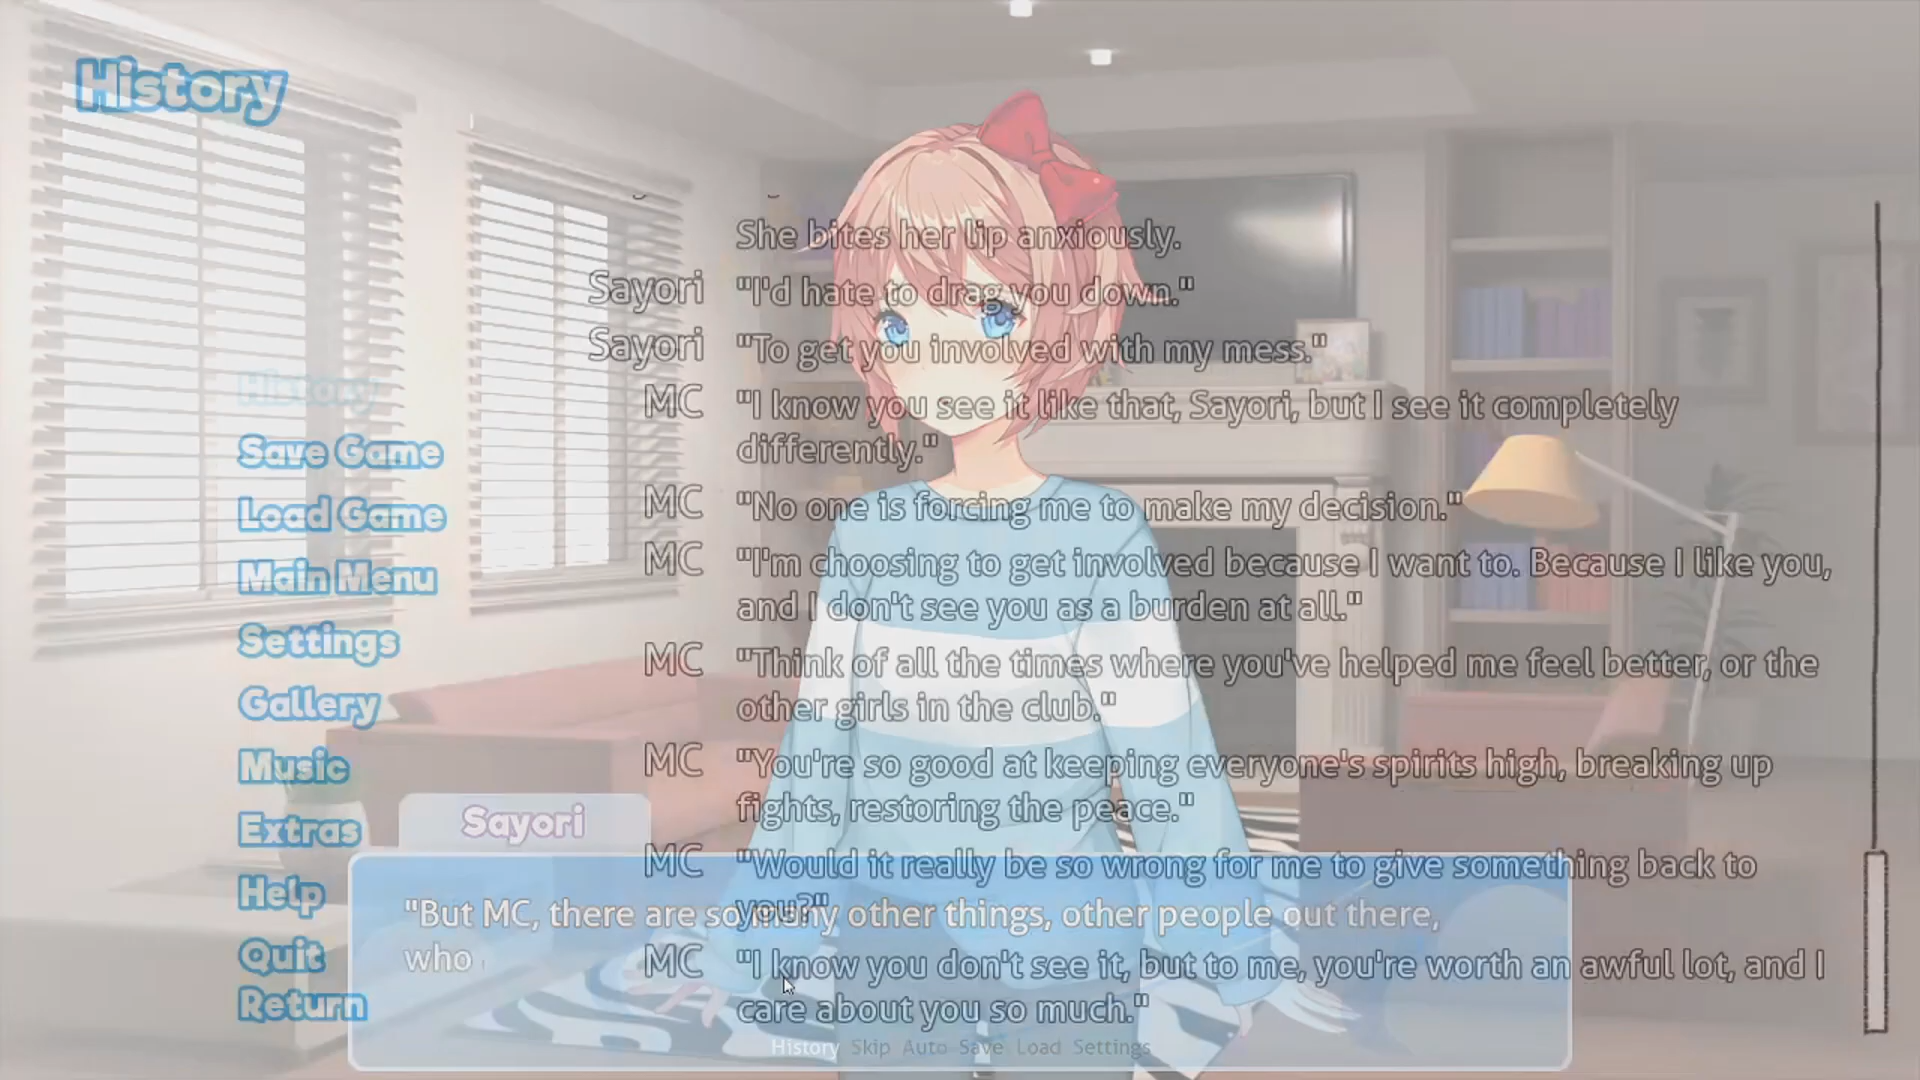 History
She bites her lip anxiously.
Sayori "I'd hate to drag you down."
Sayori "To get you involved with my mess."
MC "I know you see it like that, Sayori, but I see it completely
differently."
MC "No one is forcing me to make my decision."
MC "I'm choosing to get involved because I want to. Because I like you,
and I don't see you as a burden at all."
MC "Think of all the times where you've helped me feel better, or the
other girls in the club."
MC "You're so good at keeping everyone's spirits high, breaking up
fights, restoring the peace."
MC "Would it really be so wrong for me to give something back to
you?"
MC "I know you don't see it, but to me, you're worth an awful lot, and I
care about you so much."
History
Save Game
Load Game
Main Menu
Settings
Gallery
Music
Extras
Help
Quit
Return
Sayori
"But MC, there are so many other things, other people out there,
who
History Skip Auto Save Load Settings